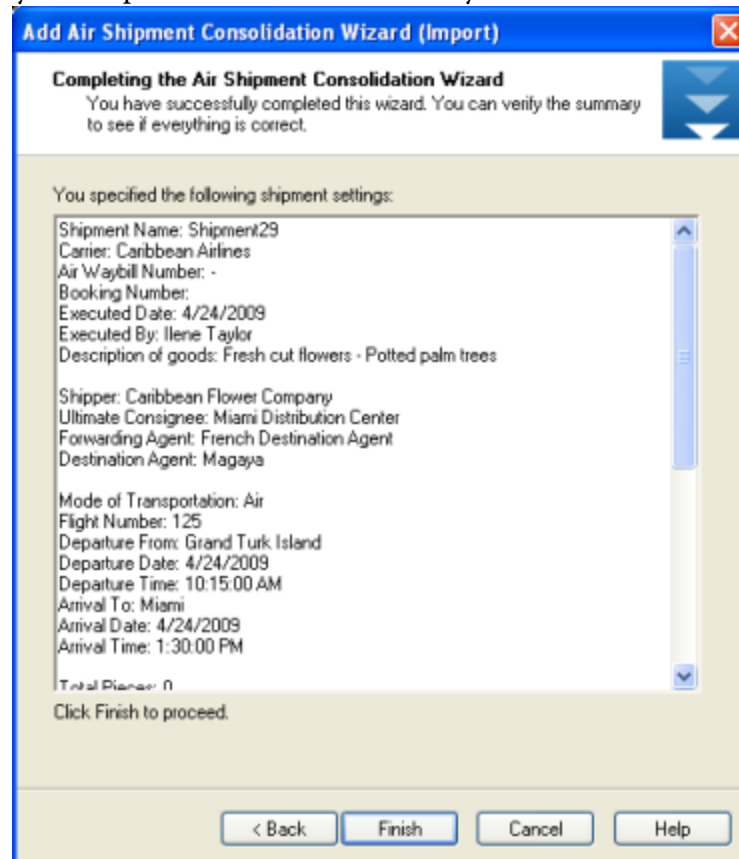 Add Air Shipment Consolidation Wizard (Import)
Completing the Air Shipment Consolidation Wizard
You have successfully completed this wizard. You can verify the summary
to see if everything is correct.
You specified the following shipment settings:
Shipment Name: Shipment29
Carrier: Caribbean Airlines
Air Waybill Number: -
Booking Number:
Executed Date: 4/24/2009
Executed By: Ilene Taylor
Description of goods: Fresh cut flowers - Potted palm trees
Shipper: Caribbean Flower Company
Ultimate Consignee: Miami Distribution Center
Forwarding Agent: French Destination Agent
Destination Agent: Magaya
Mode of Transportation: Air
Flight Number: 125
Departure From: Grand Turk Island
Departure Date: 4/24/2009
Departure Time: 10:15:00 AM
Arrival To: Miami
Arrival Date: 4/24/2009
Arrival Time: 1:30:00 PM
Total Pieces: 0
Click Finish to proceed.
< Back Finish Cancel Help